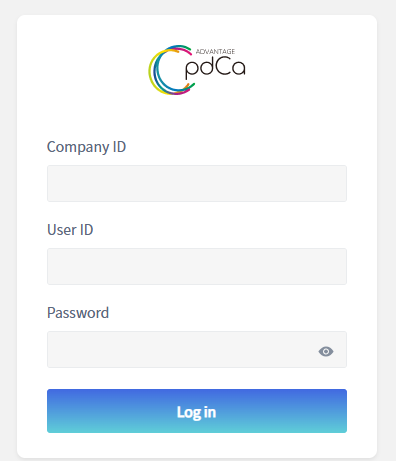 ADVANTAGE
pdCa
Company ID
User ID
Password
Log in